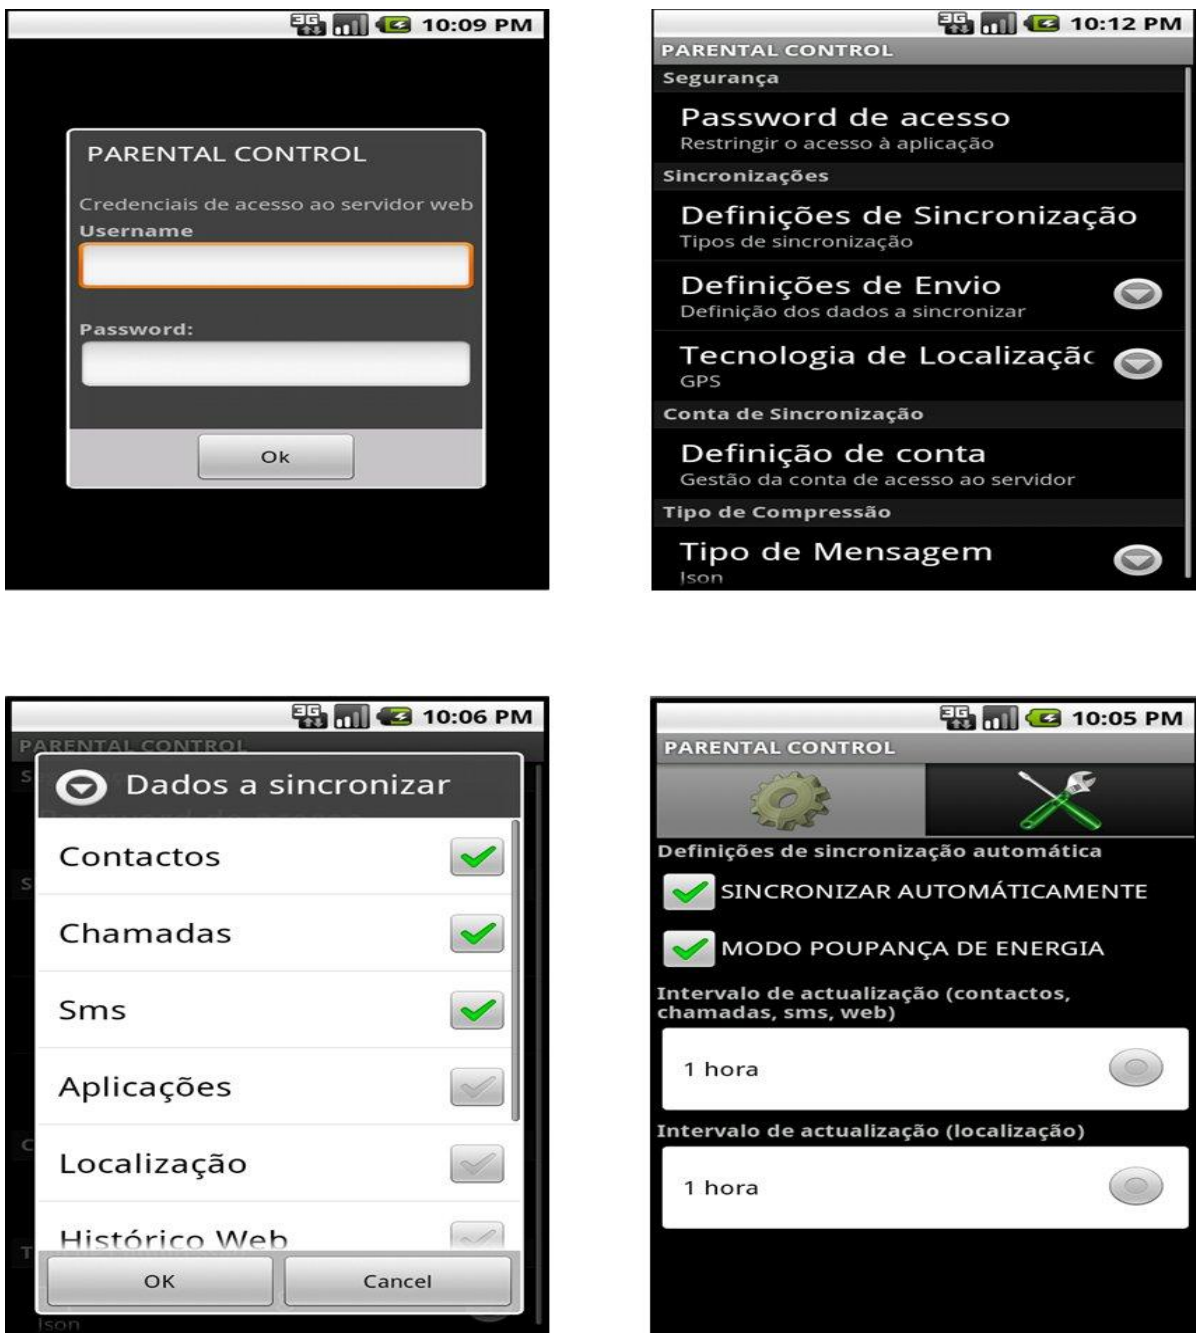 10:09 PM
PARENTAL CONTROL
Credenciais de acesso ao servidor web
Username
Password:
Ok
10:12 PM
PARENTAL CONTROL
Segurança
Password de acesso
Restringir o acesso à aplicação
Sincronizações
Definições de Sincronização
Tipos de sincronização
Definições de Envio
Definição dos dados a sincronizar
Tecnologia de Localização
GPS
Conta de Sincronização
Definição de conta
Gestão da conta de acesso ao servidor
Tipo de Compressão
Tipo de Mensagem
Json
10:06 PM
PARENTAL CONTROL
Dados a sincronizar
Contactos
Chamadas
Sms
Aplicações
Localização
Histórico Web
OK
Cancel
Json
10:05 PM
PARENTAL CONTROL
Definições de sincronização automática
SINCRONIZAR AUTOMÁTICAMENTE
MODO POUPANÇA DE ENERGIA
Intervalo de actualização (contactos,
chamadas, sms, web)
1 hora
Intervalo de actualização (localização)
1 hora